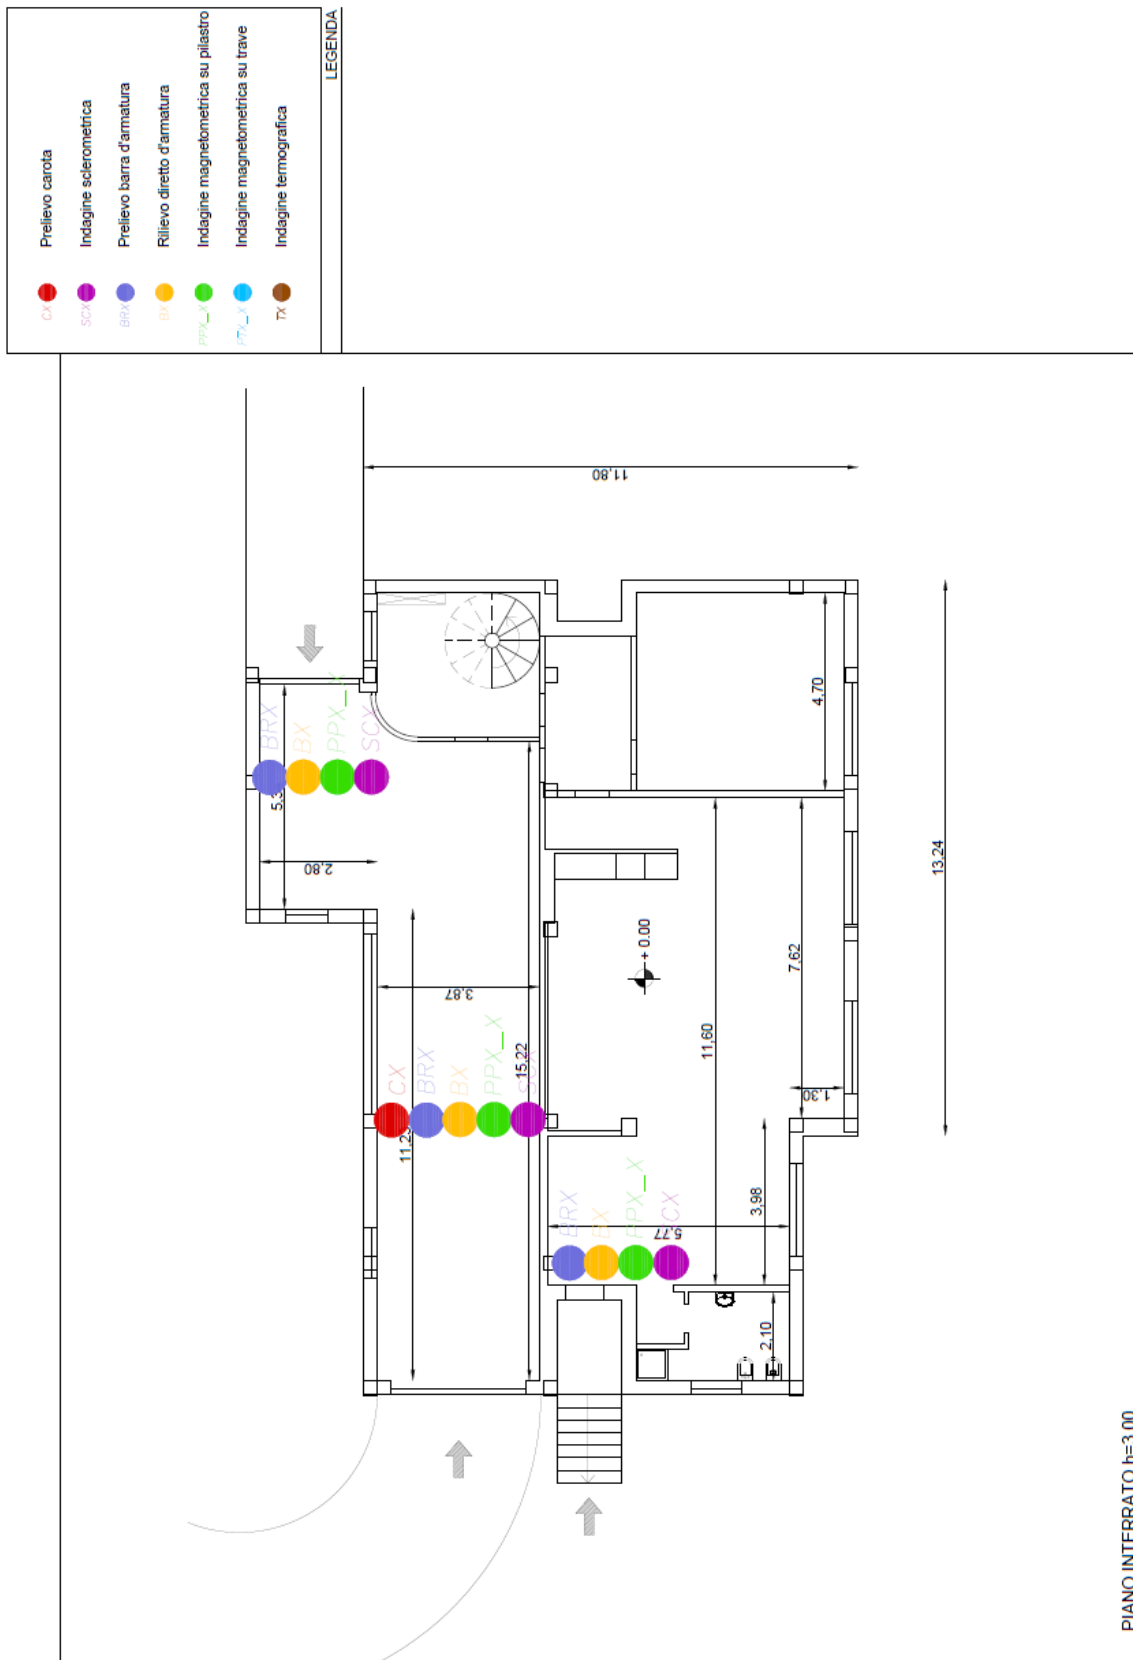 LEGENDA
CX Prelievo carota
SCX Indagine sclerometrica
BRX Prelievo barra d'armatura
BX Rilievo diretto d'armatura
PPX_X Indagine magnetometrica su pilastro
PTX_X Indagine magnetometrica su trave
TX Indagine termografica
11,80
BRX
BX
PPX_X
SCX
2,80
4,70
13,24
3,87
15,22
CX
BRX
BX
PPX_X
SCX
+ 0.00
11,60
7,62
1,30
3,98
5,77
BRX
BX
PPX_X
SCX
2,10
PIANO INTERRATO h=3,00